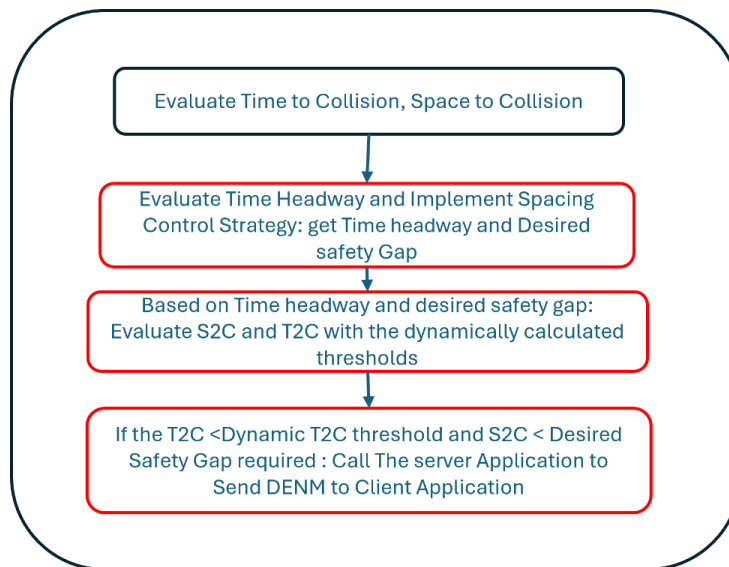 Evaluate Time to Collision, Space to Collision
Evaluate Time Headway and Implement Spacing
Control Strategy: get Time headway and Desired
safety Gap
Based on Time headway and desired safety gap:
Evaluate S2C and T2C with the dynamically calculated
thresholds
If the T2C <Dynamic T2C threshold and S2C < Desired
Safety Gap required : Call The server Application to
Send DENM to Client Application